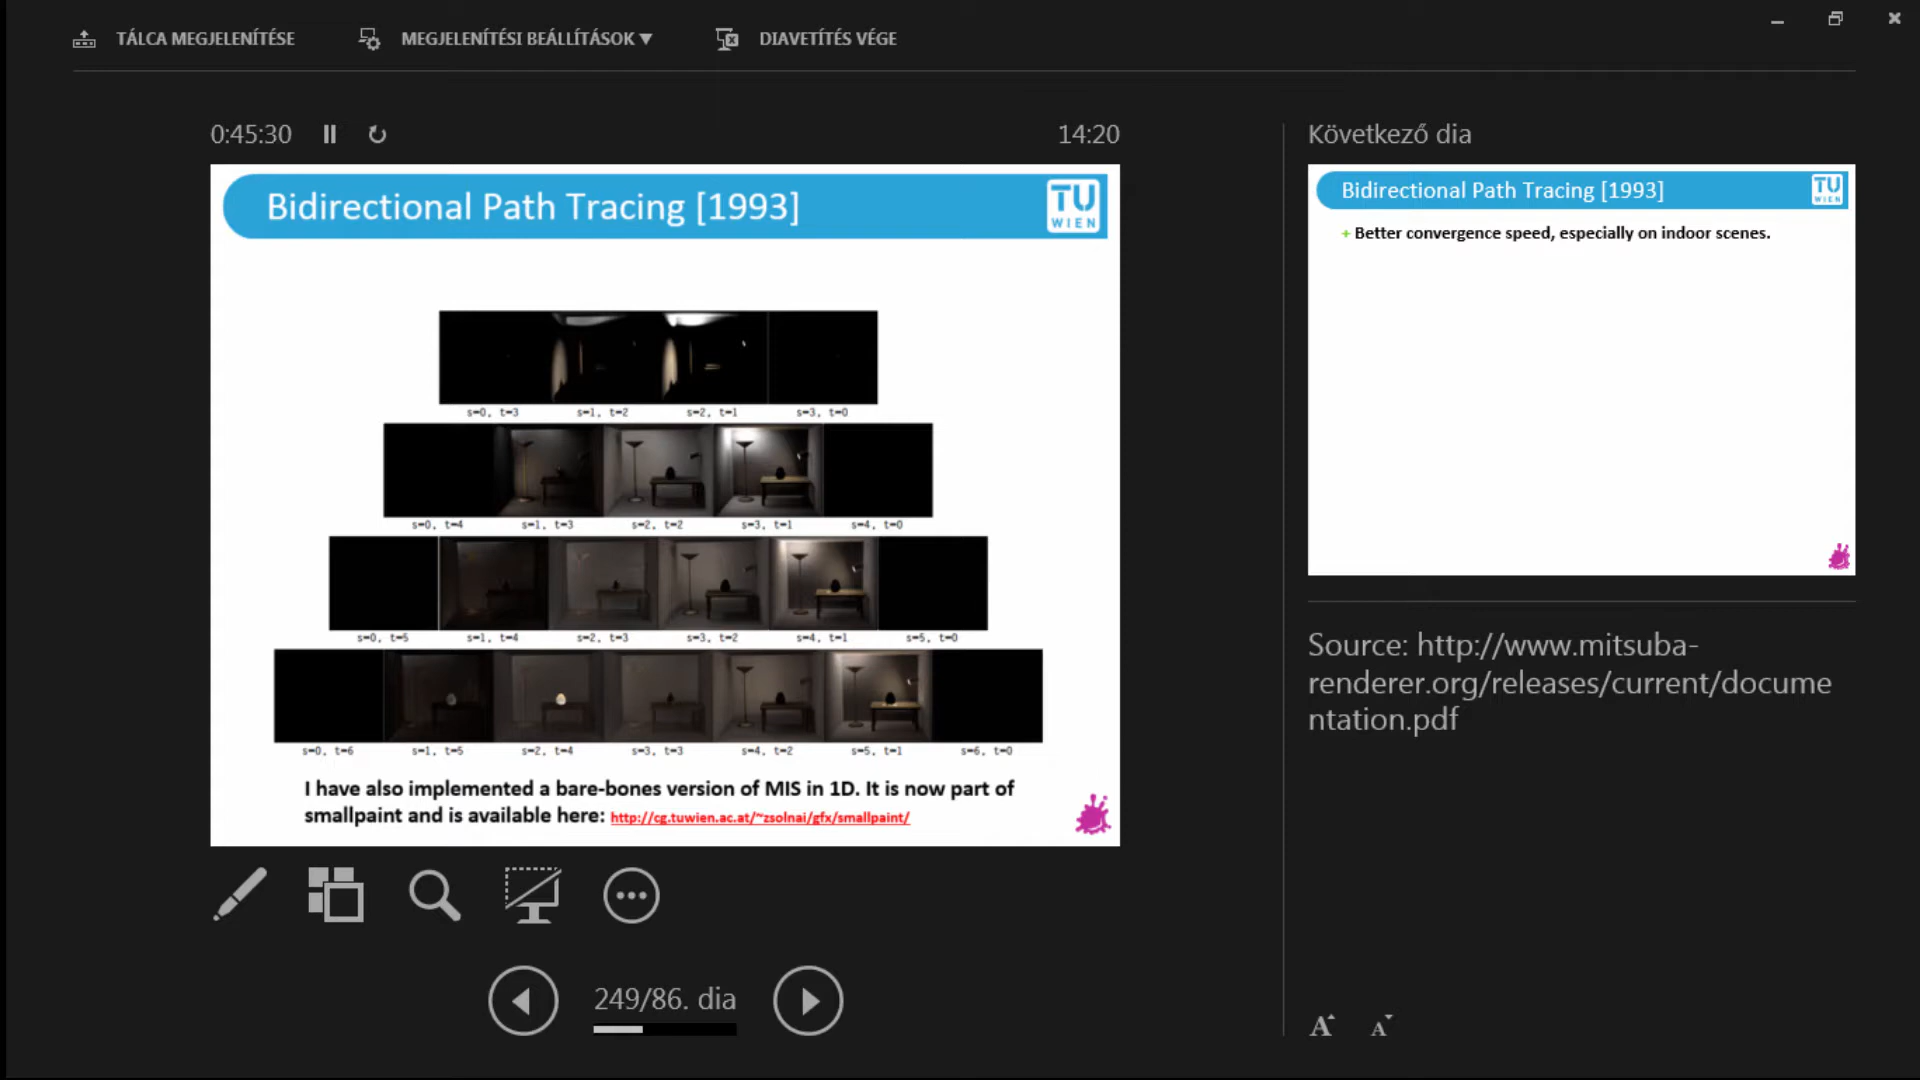 TÁLCA MEGJELENÍTÉSE
MEGJELENÍTÉSI BEÁLLÍTÁSOK ▼
DIAVETÍTÉS VÉGE
0:45:30
14:20
Bidirectional Path Tracing [1993]
TU
WIEN
s=0, t=3 s=1, t=2 s=2, t=1 s=3, t=0
s=0, t=4 s=1, t=3 s=2, t=2 s=3, t=1 s=4, t=0
s=0, t=5 s=1, t=4 s=2, t=3 s=3, t=2 s=4, t=1 s=5, t=0
s=0, t=6 s=1, t=5 s=2, t=4 s=3, t=3 s=4, t=2 s=5, t=1 s=6, t=0
I have also implemented a bare-bones version of MIS in 1D. It is now part of
smallpaint and is available here: http://cg.tuwien.ac.at/~zsolnai/gfx/smallpaint/
249/86. dia
Következő dia
Bidirectional Path Tracing [1993]
TU
WIEN
+ Better convergence speed, especially on indoor scenes.
Source: http://www.mitsuba-
renderer.org/releases/current/docume
ntation.pdf
A A